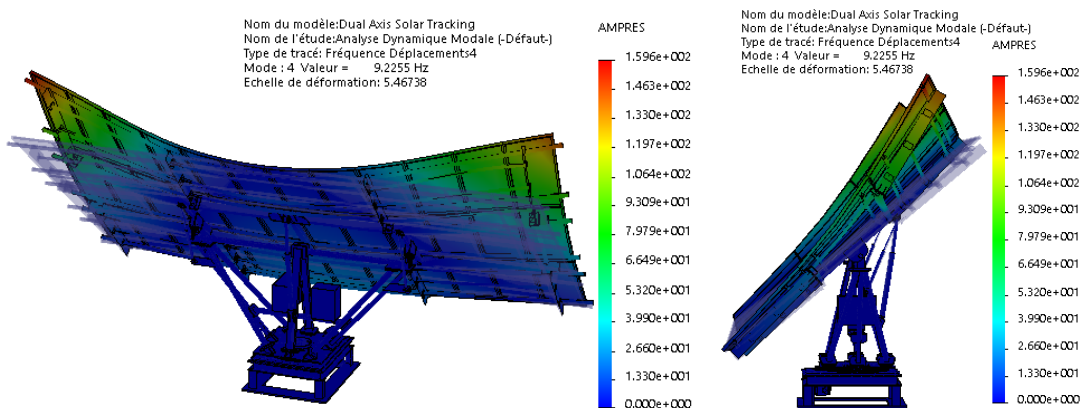 Nom du modèle:Dual Axis Solar Tracking
Nom de l'étude:Analyse Dynamique Modale (-Défaut-)
Type de tracé: Fréquence Déplacements4
Mode : 4 Valeur = 9.2255 Hz
Echelle de déformation: 5.46738
AMPRES
1.596e+002
1.463e+002
1.330e+002
1.197e+002
1.064e+002
9.309e+001
7.979e+001
6.649e+001
5.320e+001
3.990e+001
2.660e+001
1.330e+001
0.000e+000
Nom du modèle:Dual Axis Solar Tracking
Nom de l'étude:Analyse Dynamique Modale (-Défaut-)
Type de tracé: Fréquence Déplacements4
Mode : 4 Valeur = 9.2255 Hz
Echelle de déformation: 5.46738
AMPRES
1.596e+002
1.463e+002
1.330e+002
1.197e+002
1.064e+002
9.309e+001
7.979e+001
6.649e+001
5.320e+001
3.990e+001
2.660e+001
1.330e+001
0.000e+000